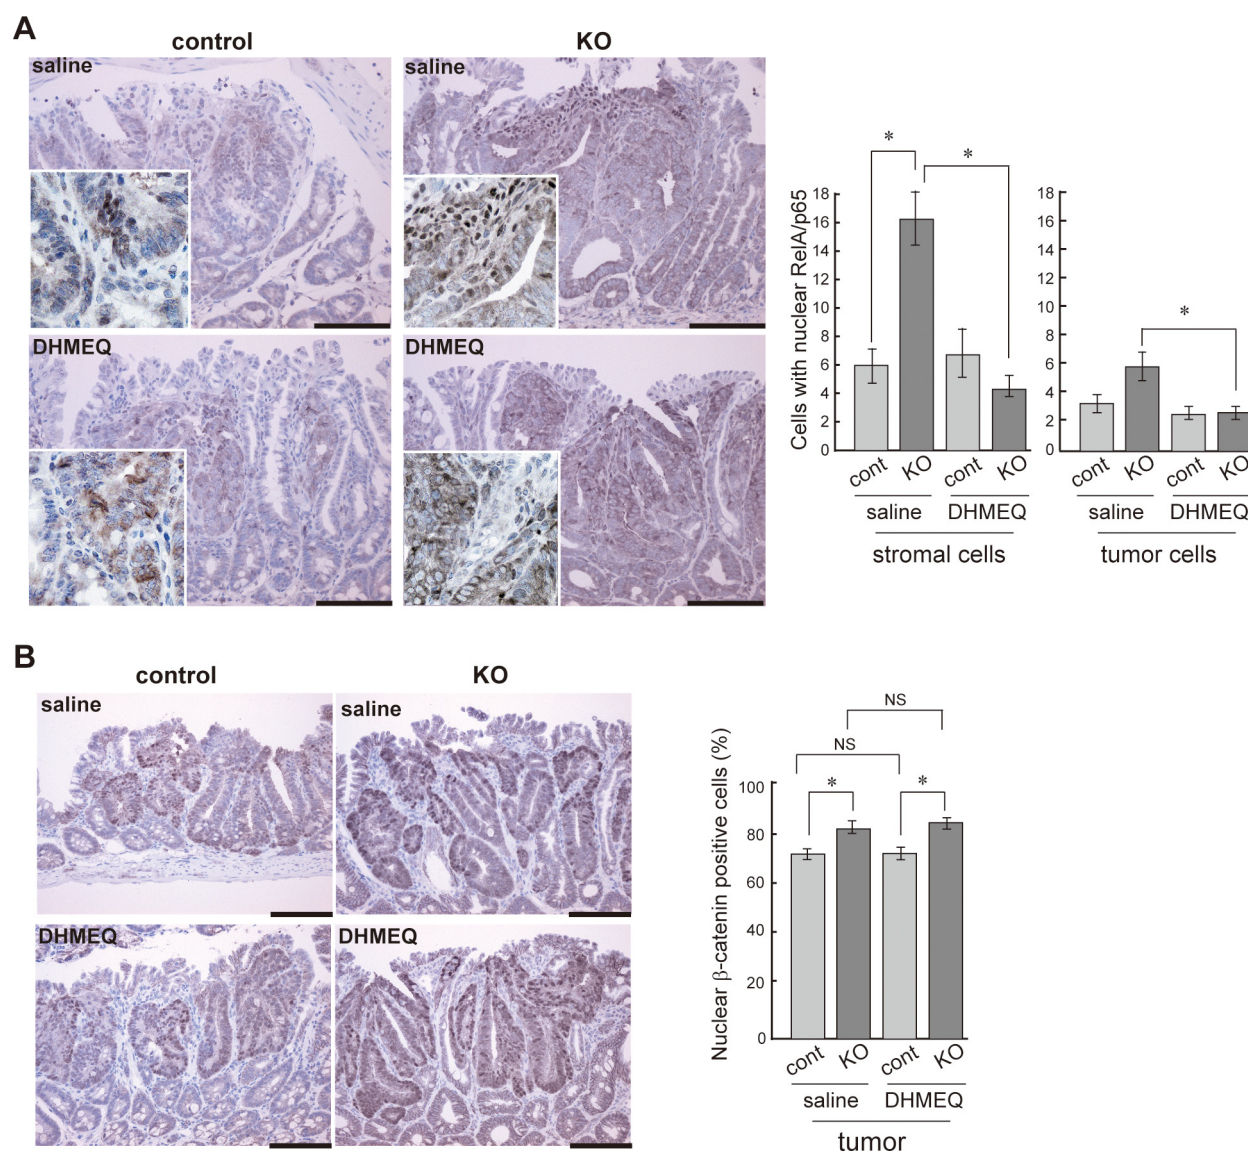 A
control
KO
saline
saline
DHMEQ
DHMEQ
Cells with nuclear RelA/p65
18
16
14
12
10
8
6
4
2
0
*
*
cont
KO
cont
KO
saline
DHMEQ
stromal cells
18
16
14
12
10
8
6
4
2
0
*
cont
KO
cont
KO
saline
DHMEQ
tumor cells
B
control
KO
saline
saline
DHMEQ
DHMEQ
Nuclear β-catenin positive cells (%)
100
80
60
40
20
0
NS
NS
*
*
cont
KO
cont
KO
saline
DHMEQ
tumor